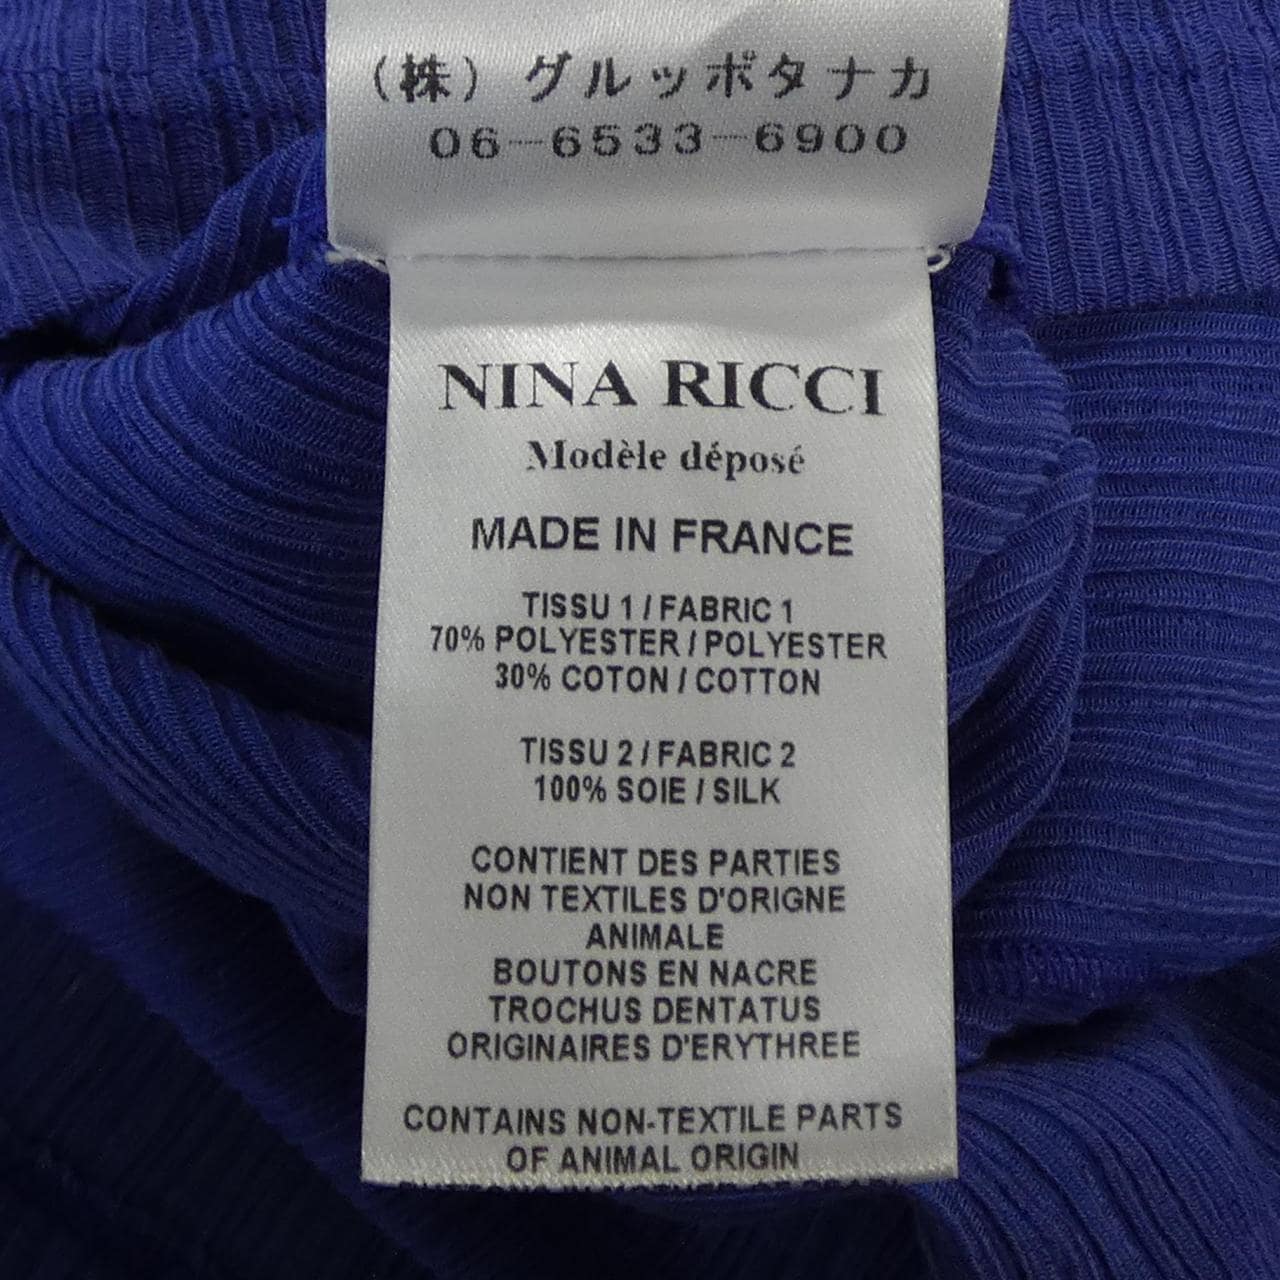 （株）グルッポタナカ
06-6533-6900
NINA RICCI
Modèle déposé
MADE IN FRANCE
TISSU 1 / FABRIC 1
70% POLYESTER / POLYESTER
30% COTON / COTTON
TISSU 2 / FABRIC 2
100% SOIE / SILK
CONTIENT DES PARTIES
NON TEXTILES D'ORIGNE
ANIMALE
BOUTONS EN NACRE
TROCHUS DENTATUS
ORIGINAIRES D'ERYTHREE
CONTAINS NON-TEXTILE PARTS
OF ANIMAL ORIGIN